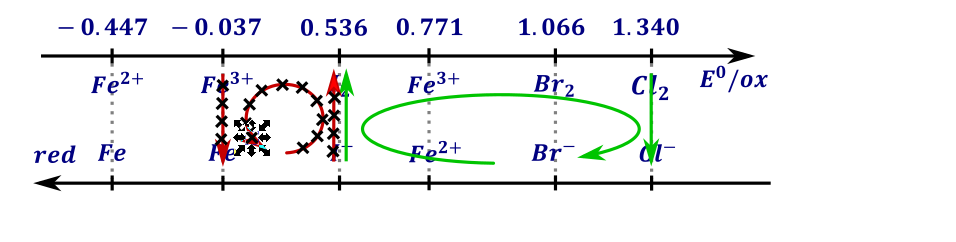 −0.447 −0.037 0.536 0.771 1.066 1.340
Fe²⁺ Fe³⁺ ₂ Fe³⁺ Br₂ Cl₂ E⁰/ox
red Fe Fe ⁻ Fe²⁺ Br⁻ Cl⁻